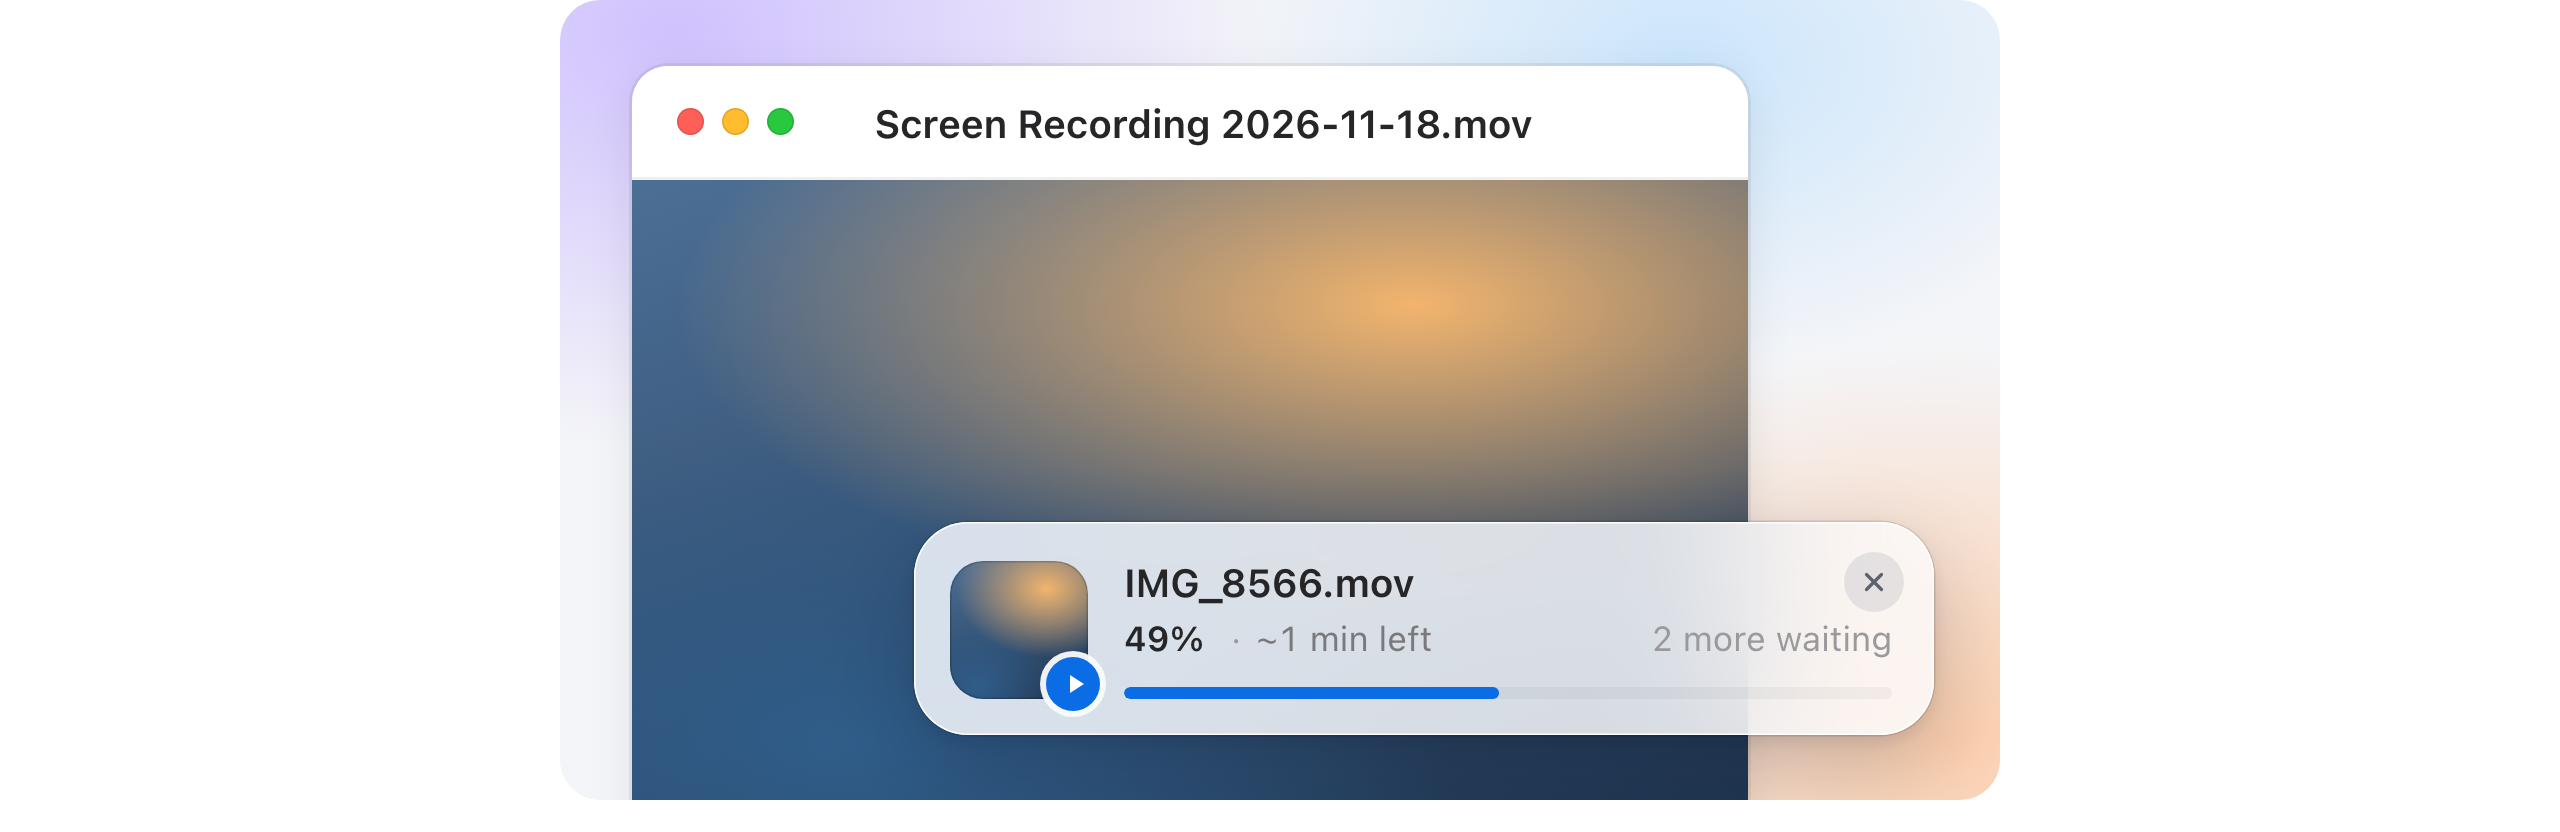 Screen Recording 2026-11-18.mov
IMG_8566.mov
49% · ~1 min left
2 more waiting